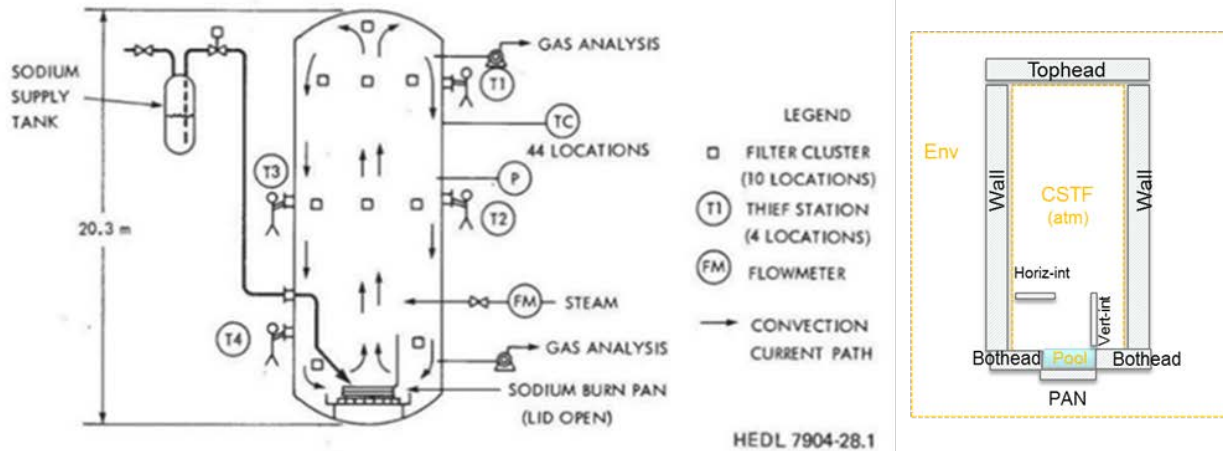 SODIUM
SUPPLY
TANK
20.3 m
T3
T4
GAS ANALYSIS
T1
TC
44 LOCATIONS
P
T2
FM
STEAM
GAS ANALYSIS
SODIUM BURN PAN
(LID OPEN)
LEGEND
FILTER CLUSTER
(10 LOCATIONS)
T1
THIEF STATION
(4 LOCATIONS)
FM
FLOWMETER
CONVECTION
CURRENT PATH
HEDL 7904-28.1
Tophead
Env
Wall
CSTF
(atm)
Wall
Horiz-int
Vert-int
Bothead
Pool
Bothead
PAN